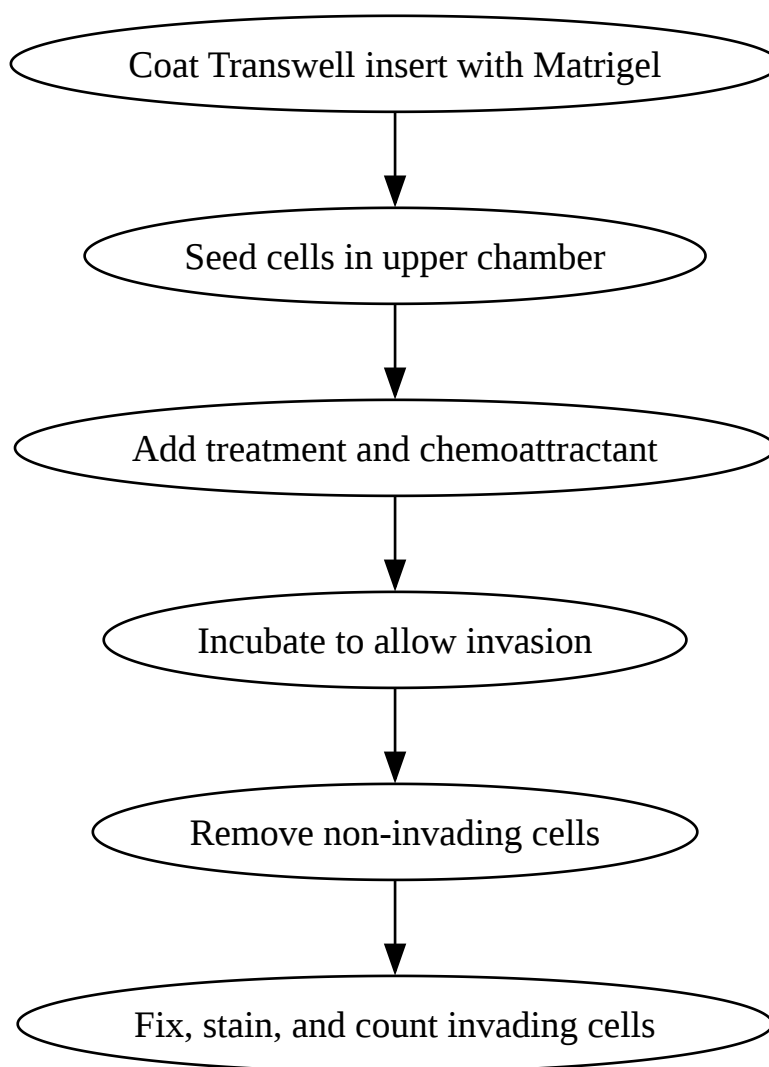 Coat Transwell insert with Matrigel
Seed cells in upper chamber
Add treatment and chemoattractant
Incubate to allow invasion
Remove non-invading cells
Fix, stain, and count invading cells